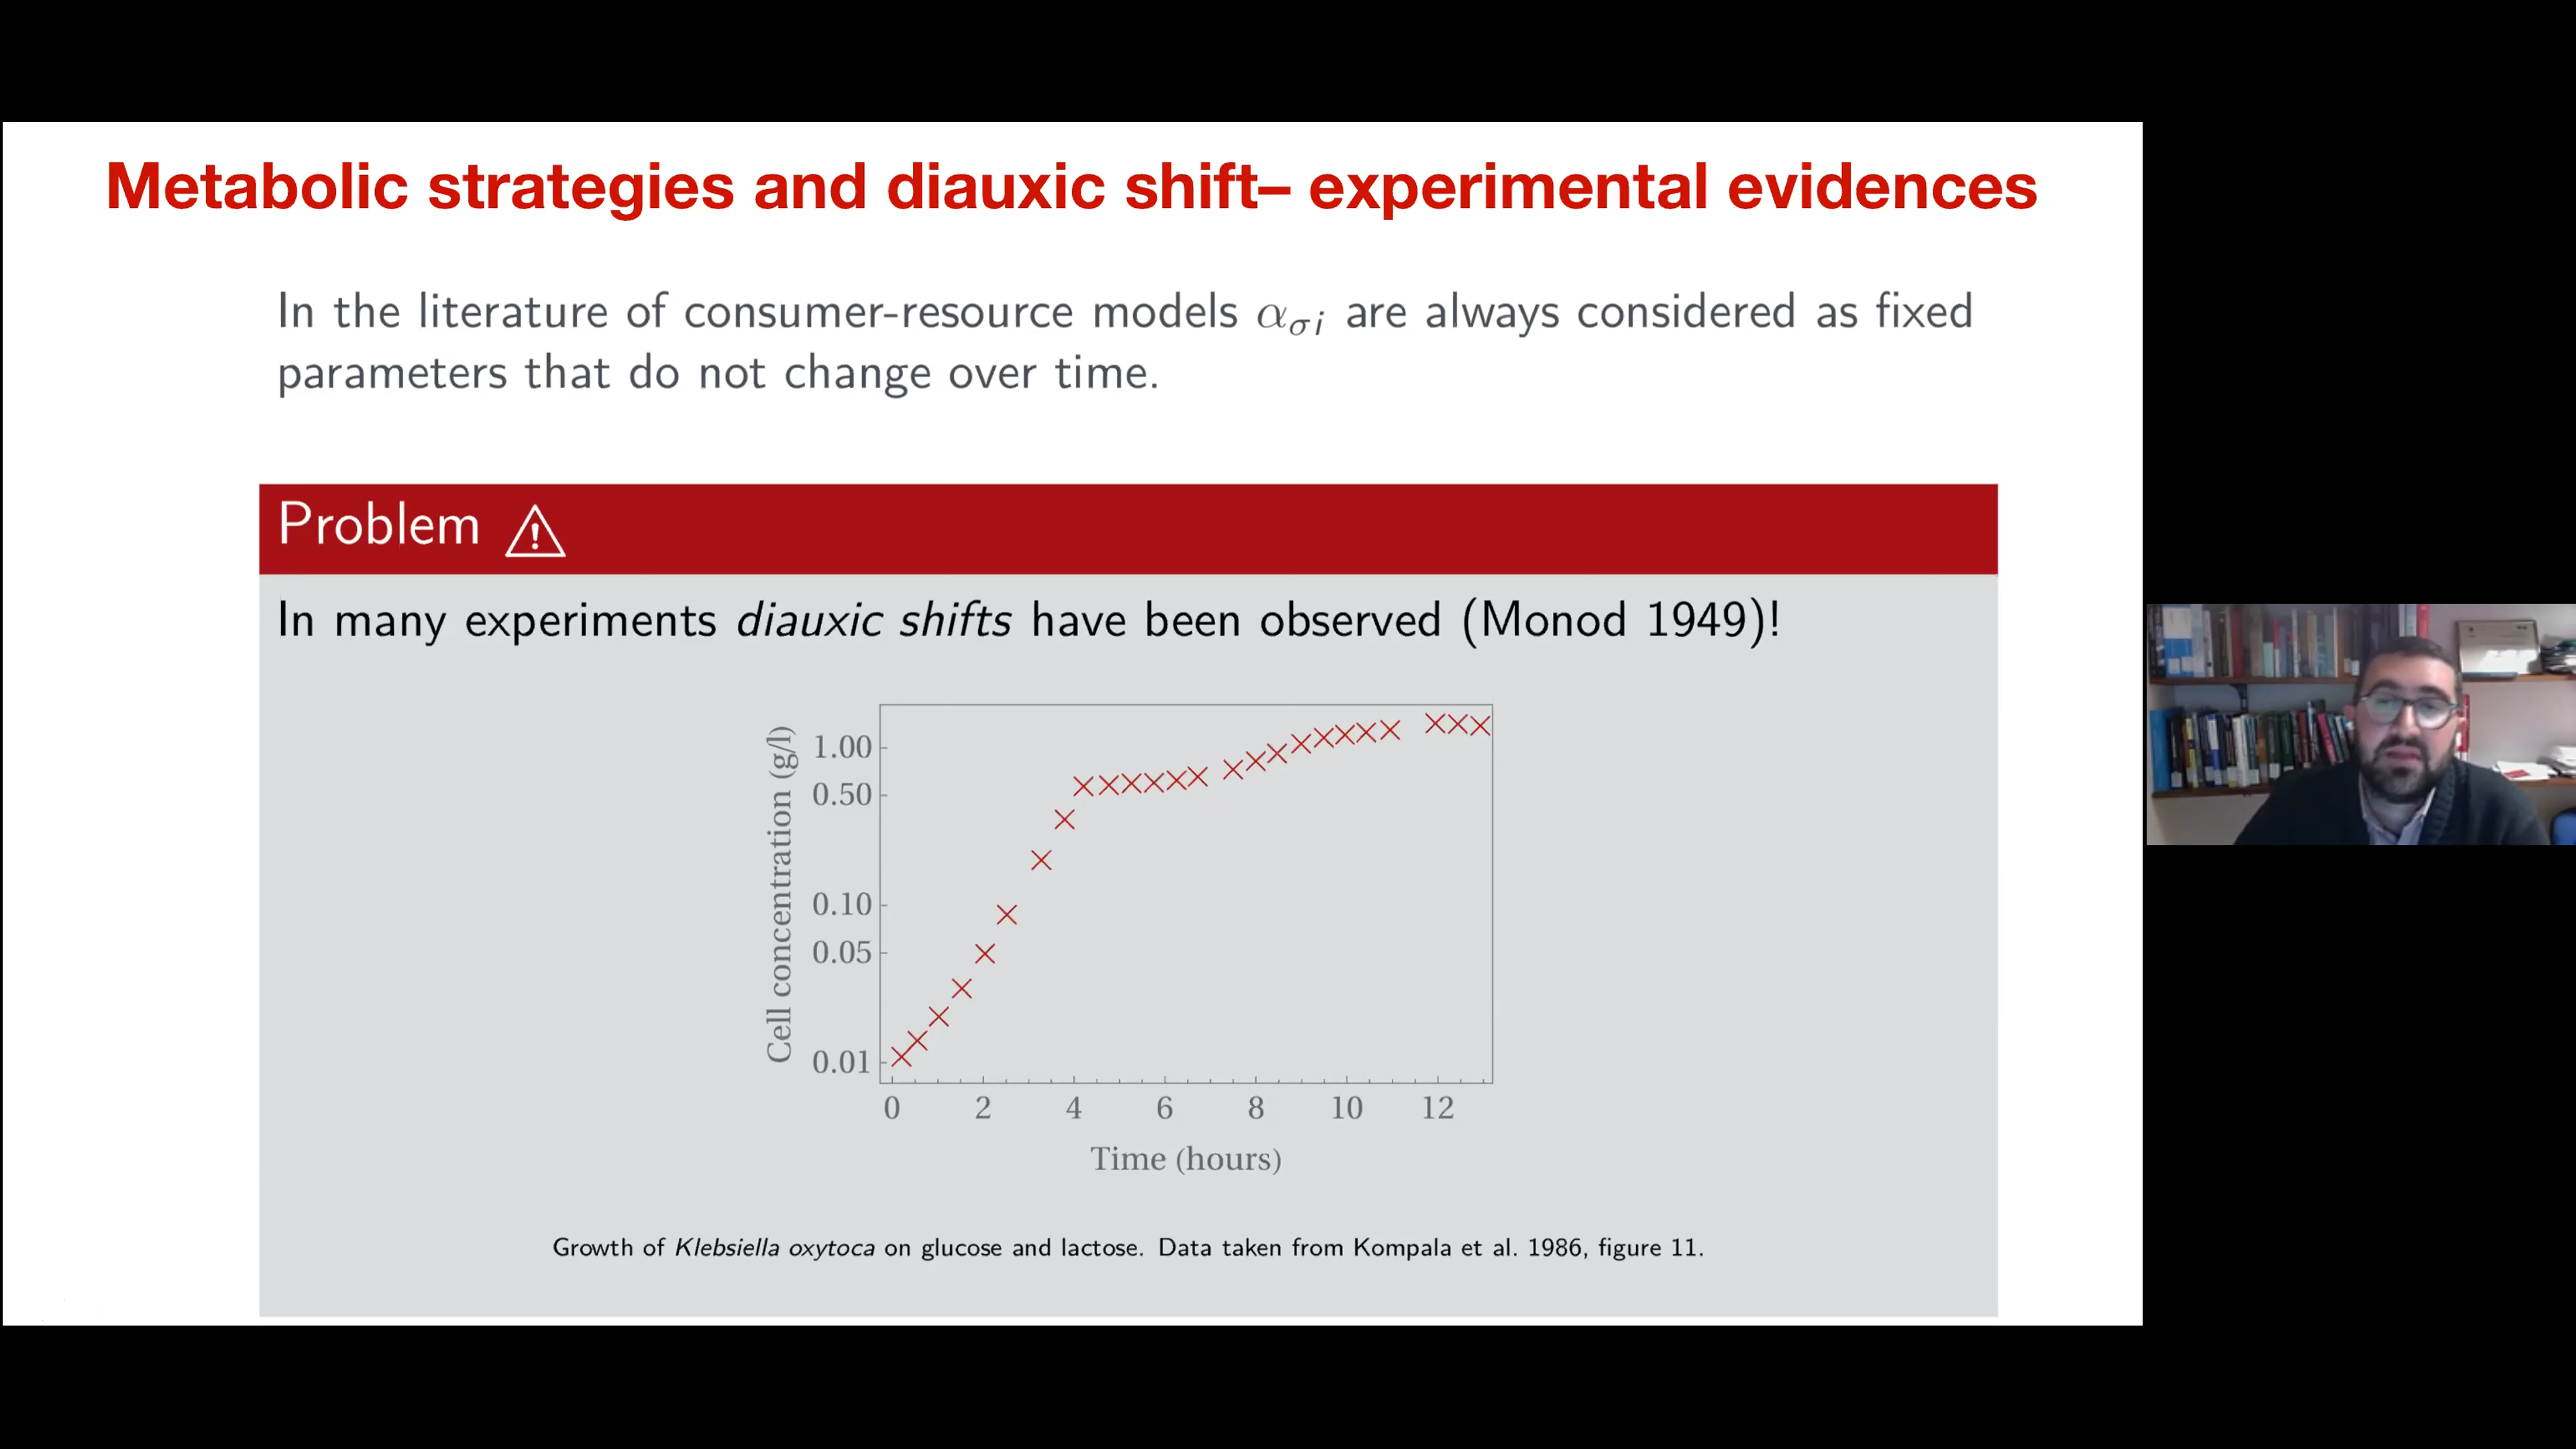 Metabolic strategies and diauxic shift– experimental evidences
In the literature of consumer-resource models α_{σi} are always considered as fixed
parameters that do not change over time.
Problem
In many experiments diauxic shifts have been observed (Monod 1949)!
Cell concentration (g/l)
1.00
0.50
0.10
0.05
0.01
0 2 4 6 8 10 12
Time (hours)
Growth of Klebsiella oxytoca on glucose and lactose. Data taken from Kompala et al. 1986, figure 11.